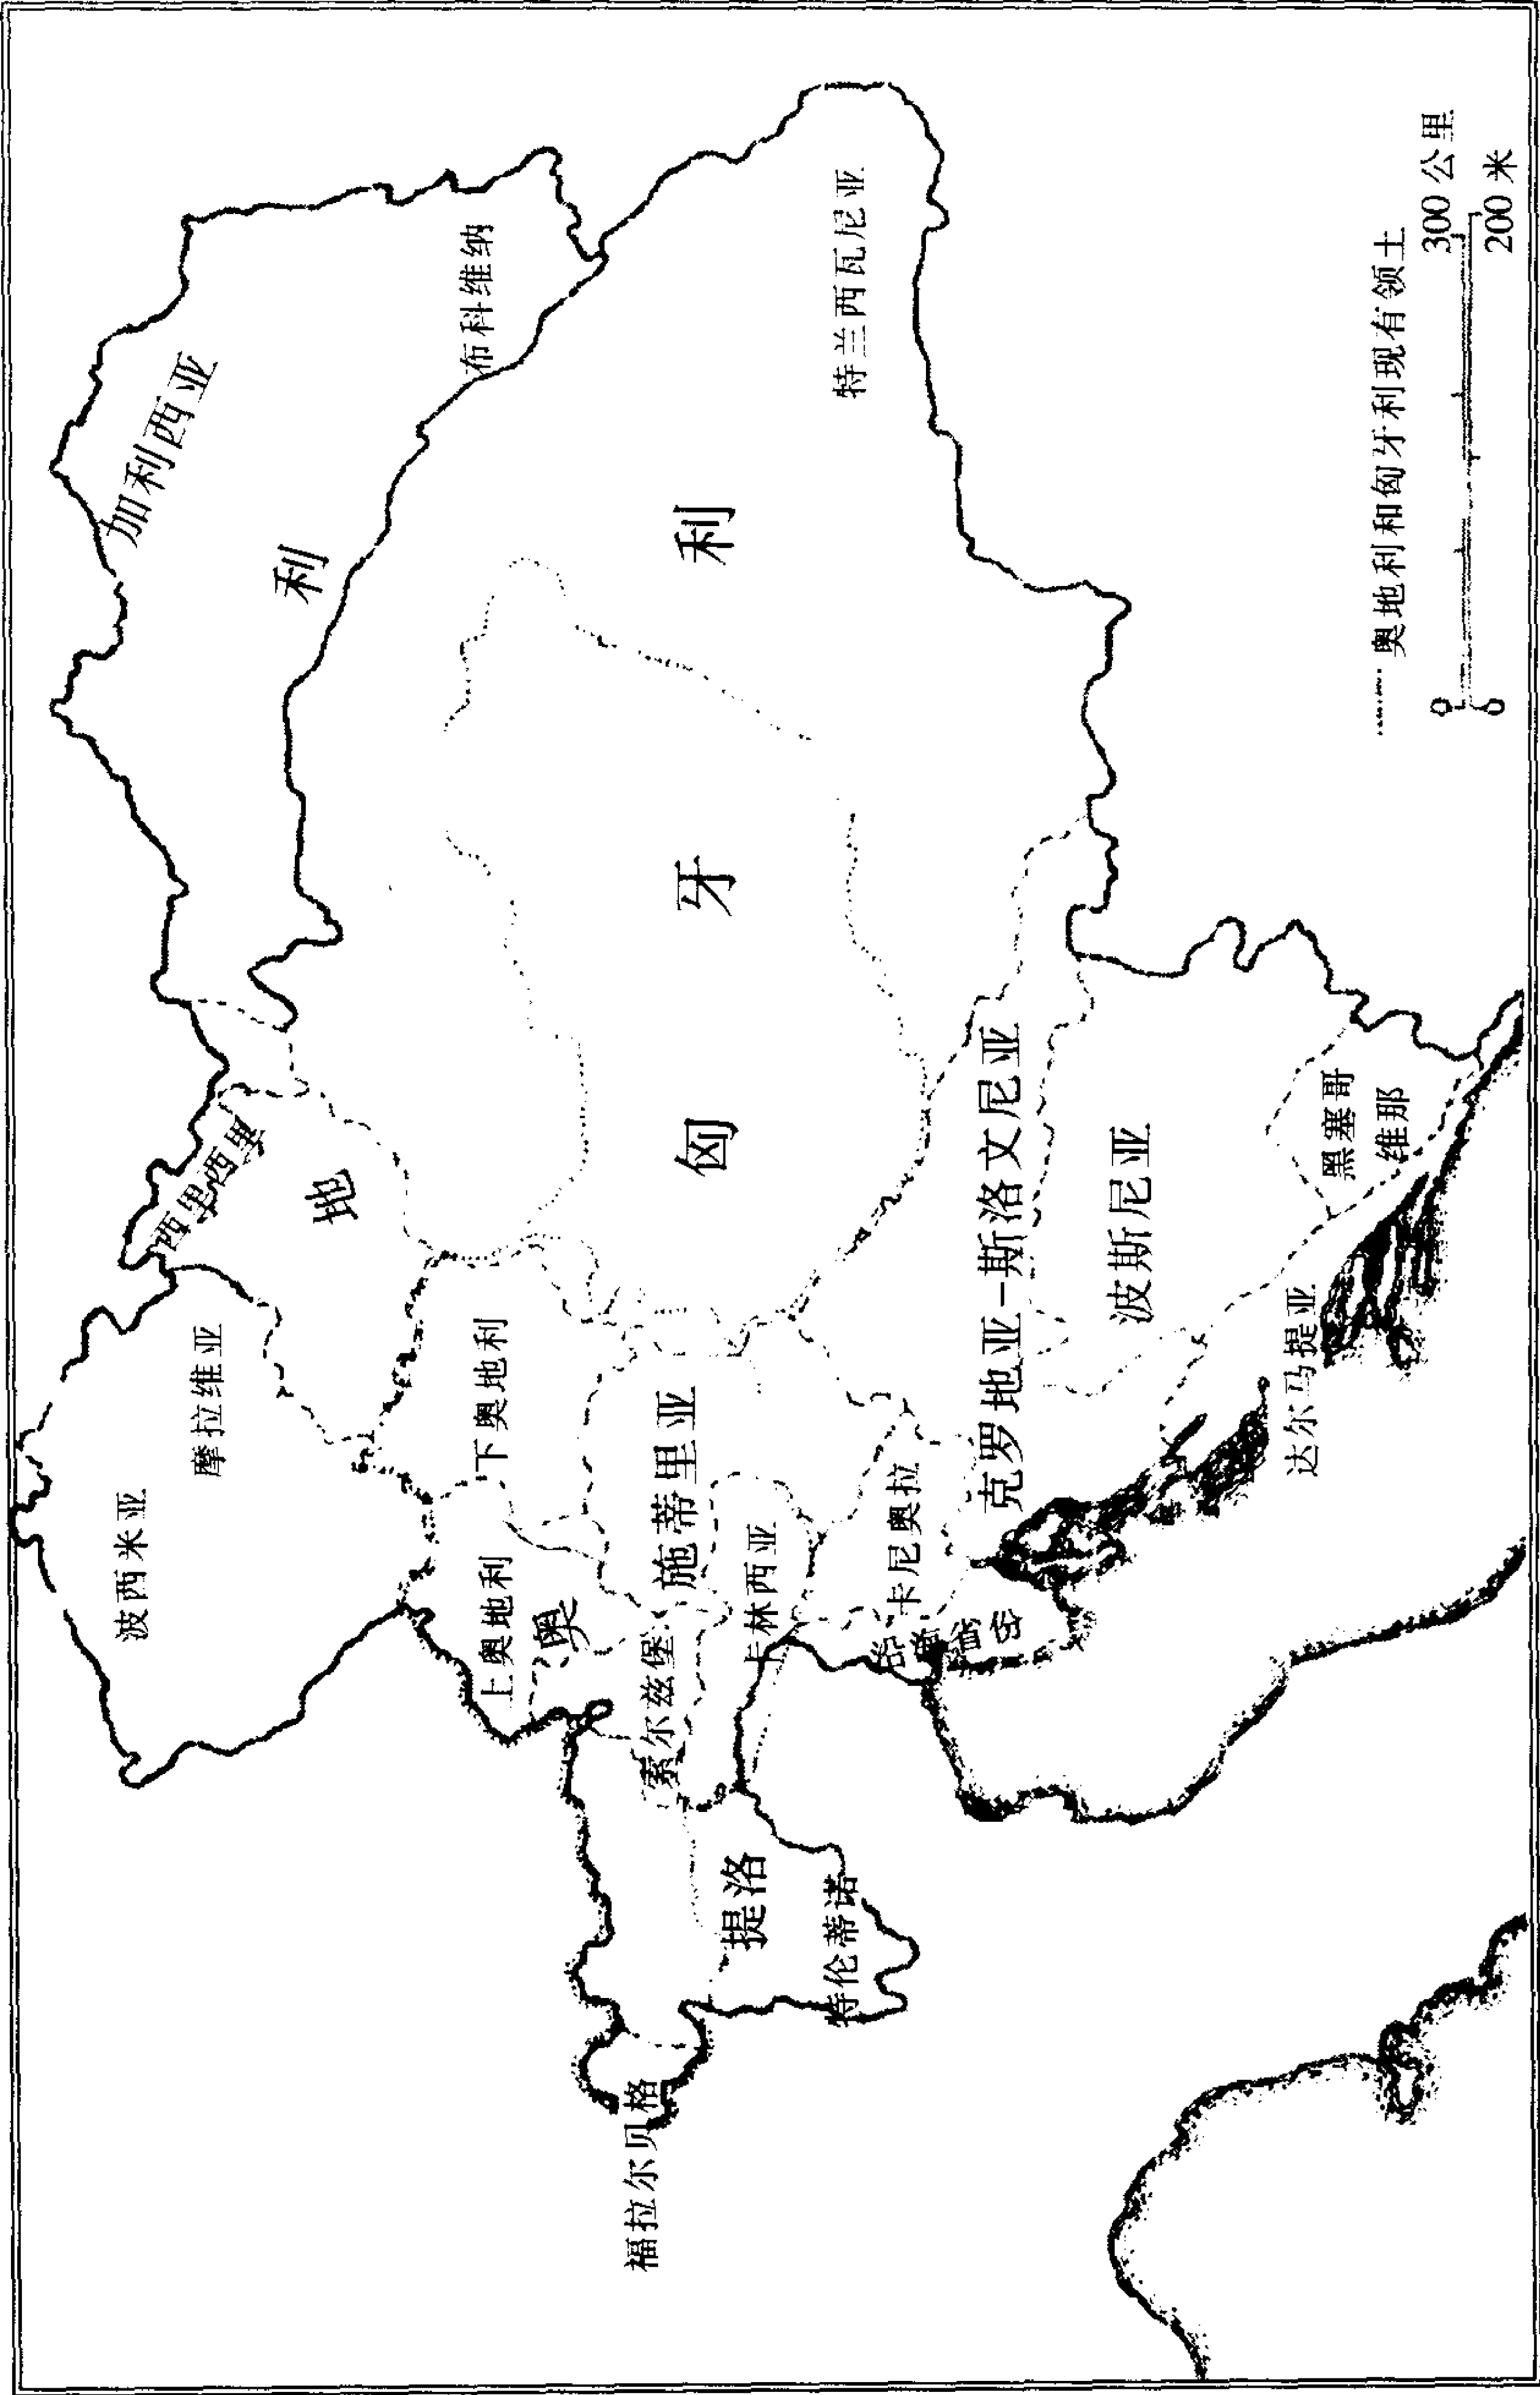 加利西亚
布科维纳
西里西里
波西米亚
摩拉维亚
奥地利
上奥地利
下奥地利
匈牙利
特兰西瓦尼亚
福拉尔贝格
提洛
特伦蒂诺
索尔兹堡
施蒂里亚
卡林西亚
卡尼奥拉
沿海省份
克罗地亚-斯洛文尼亚
波斯尼亚
黑塞哥
维那
达尔马提亚
奥地利和匈牙利现有领土
0 300 公里
0 200 米